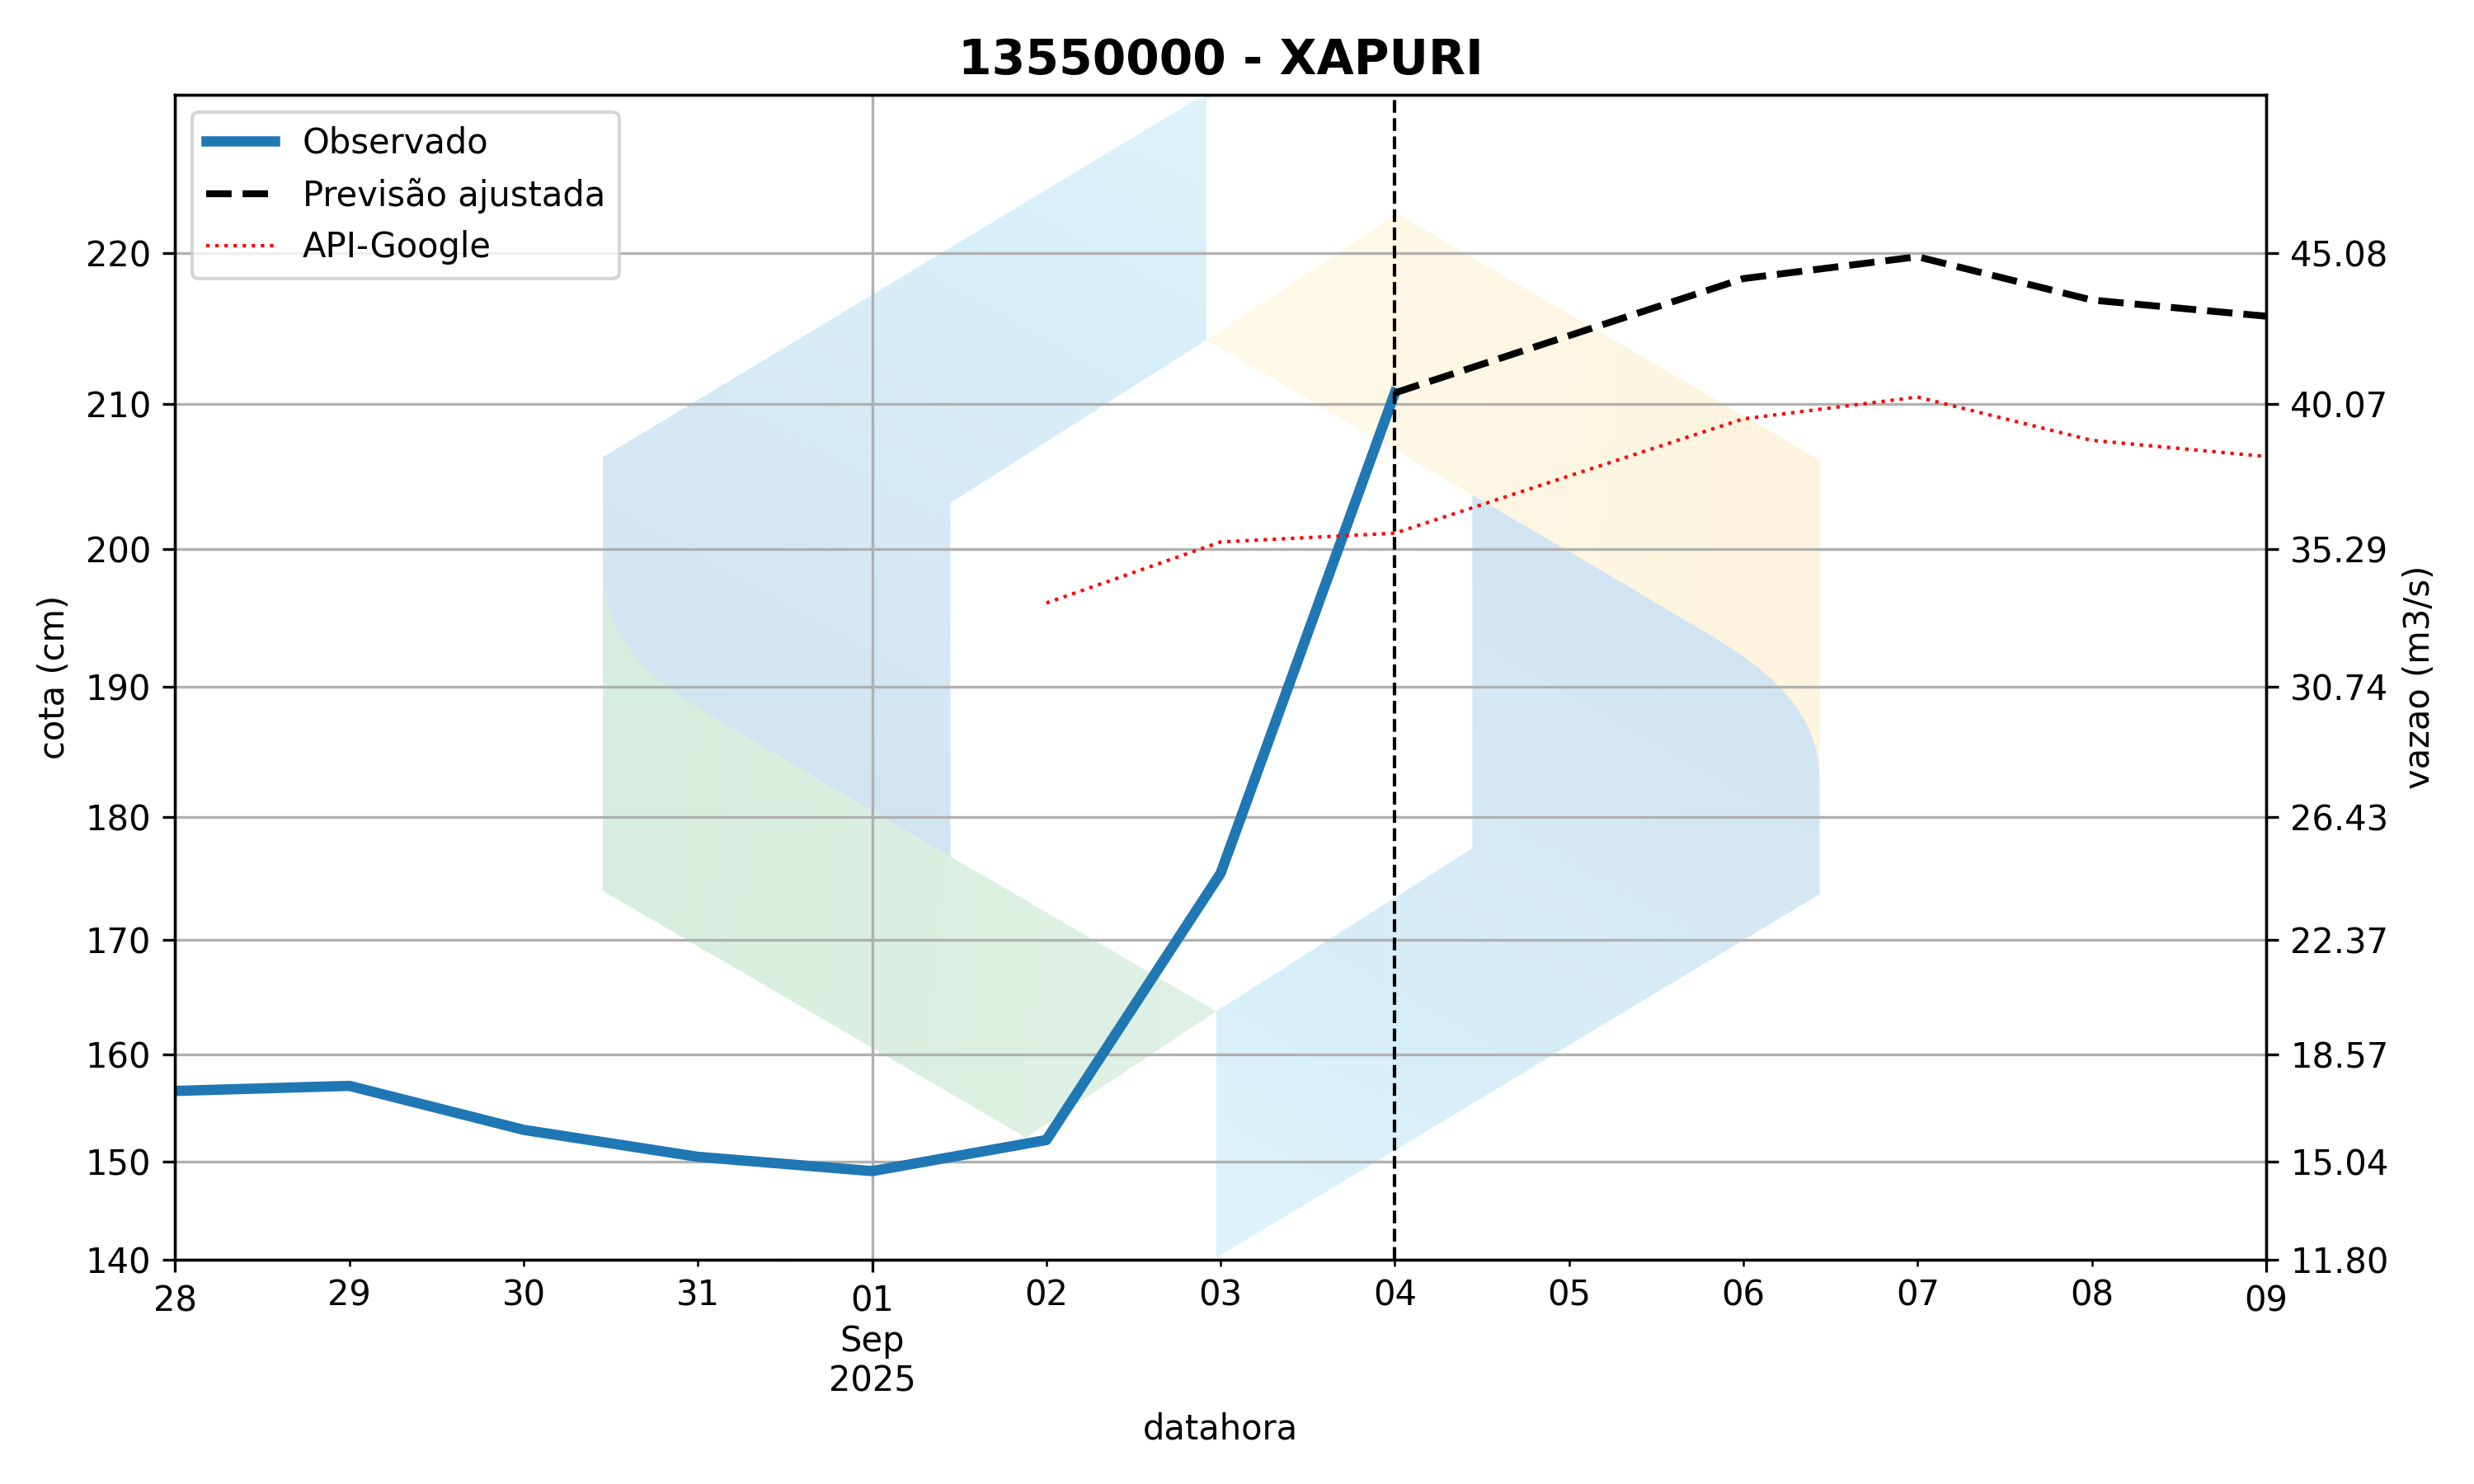 13550000 - XAPURI
Observado
Previsão ajustada
API-Google
cota (cm)
220
210
200
190
180
170
160
150
140
45.08
40.07
35.29
30.74
26.43
22.37
18.57
15.04
11.80
vazao (m3/s)
28 29 30 31 01 02 03 04 05 06 07 08 09
Sep
2025
datahora